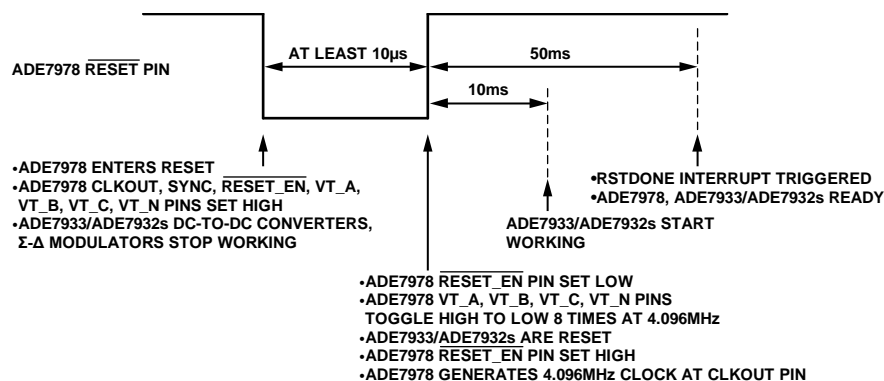 AT LEAST 10µs
50ms
ADE7978 RESET PIN
10ms
•ADE7978 ENTERS RESET
•ADE7978 CLKOUT, SYNC, RESET_EN, VT_A,
VT_B, VT_C, VT_N PINS SET HIGH
•ADE7933/ADE7932s DC-TO-DC CONVERTERS,
Σ-Δ MODULATORS STOP WORKING
•RSTDONE INTERRUPT TRIGGERED
•ADE7978, ADE7933/ADE7932s READY
ADE7933/ADE7932s START
WORKING
•ADE7978 RESET_EN PIN SET LOW
•ADE7978 VT_A, VT_B, VT_C, VT_N PINS
TOGGLE HIGH TO LOW 8 TIMES AT 4.096MHz
•ADE7933/ADE7932s ARE RESET
•ADE7978 RESET_EN PIN SET HIGH
•ADE7978 GENERATES 4.096MHz CLOCK AT CLKOUT PIN